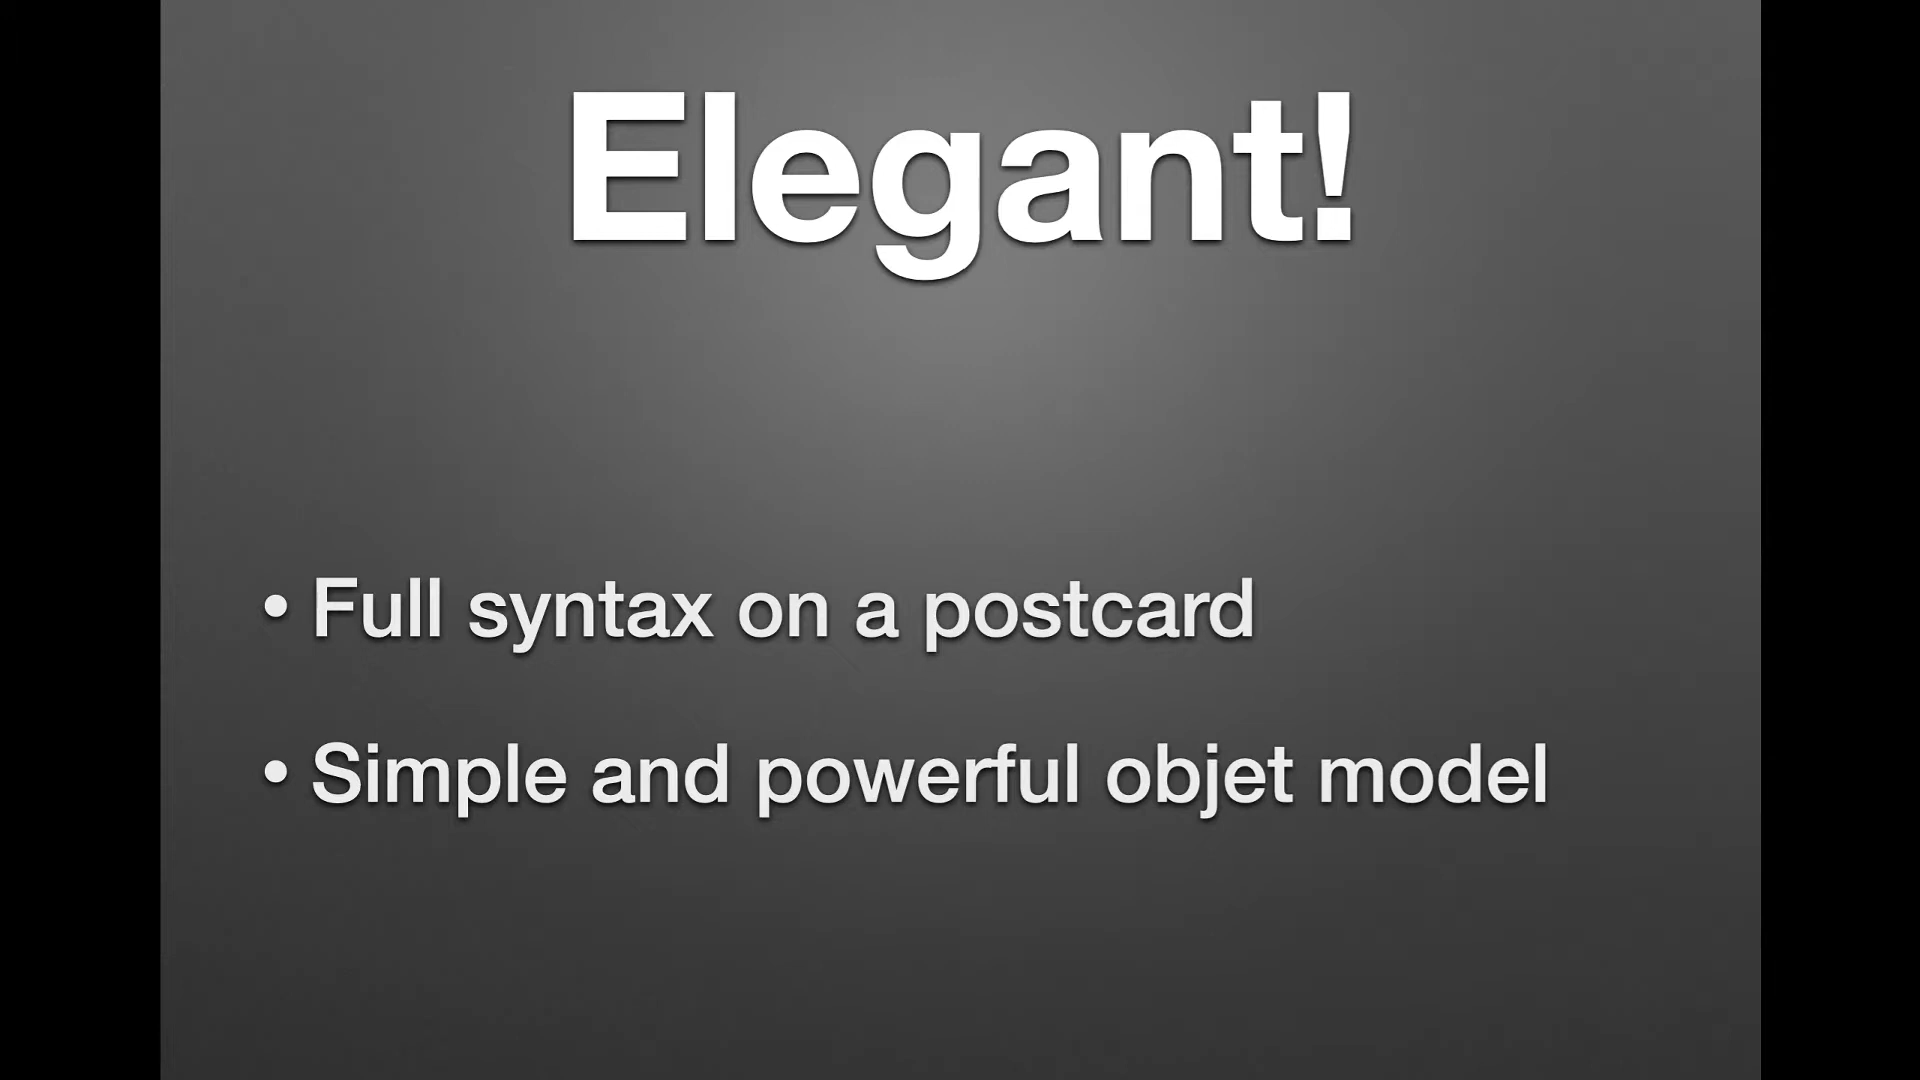 Elegant!
• Full syntax on a postcard
• Simple and powerful objet model